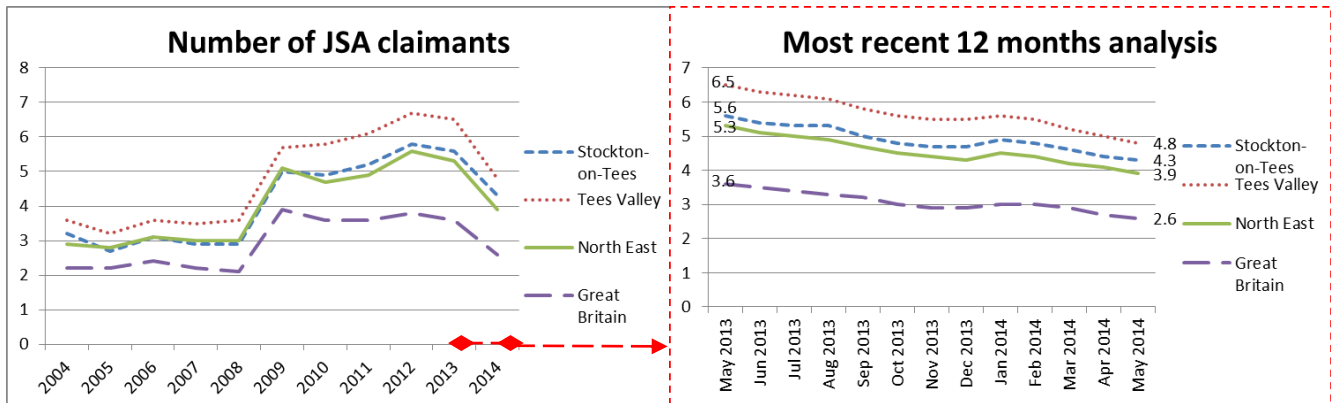 Number of JSA claimants
8
7
6
5
4
3
2
1
0
2004
2005
2006
2007
2008
2009
2010
2011
2012
2013
2014
Stockton-
on-Tees
Tees Valley
North East
Great
Britain
Most recent 12 months analysis
7
6
5
4
3
2
1
0
6.5
5.6
5.3
3.6
4.8
4.3
3.9
2.6
May 2013
Jun 2013
Jul 2013
Aug 2013
Sep 2013
Oct 2013
Nov 2013
Dec 2013
Jan 2014
Feb 2014
Mar 2014
Apr 2014
May 2014
Stockton-
on-Tees
Tees Valley
North East
Great
Britain